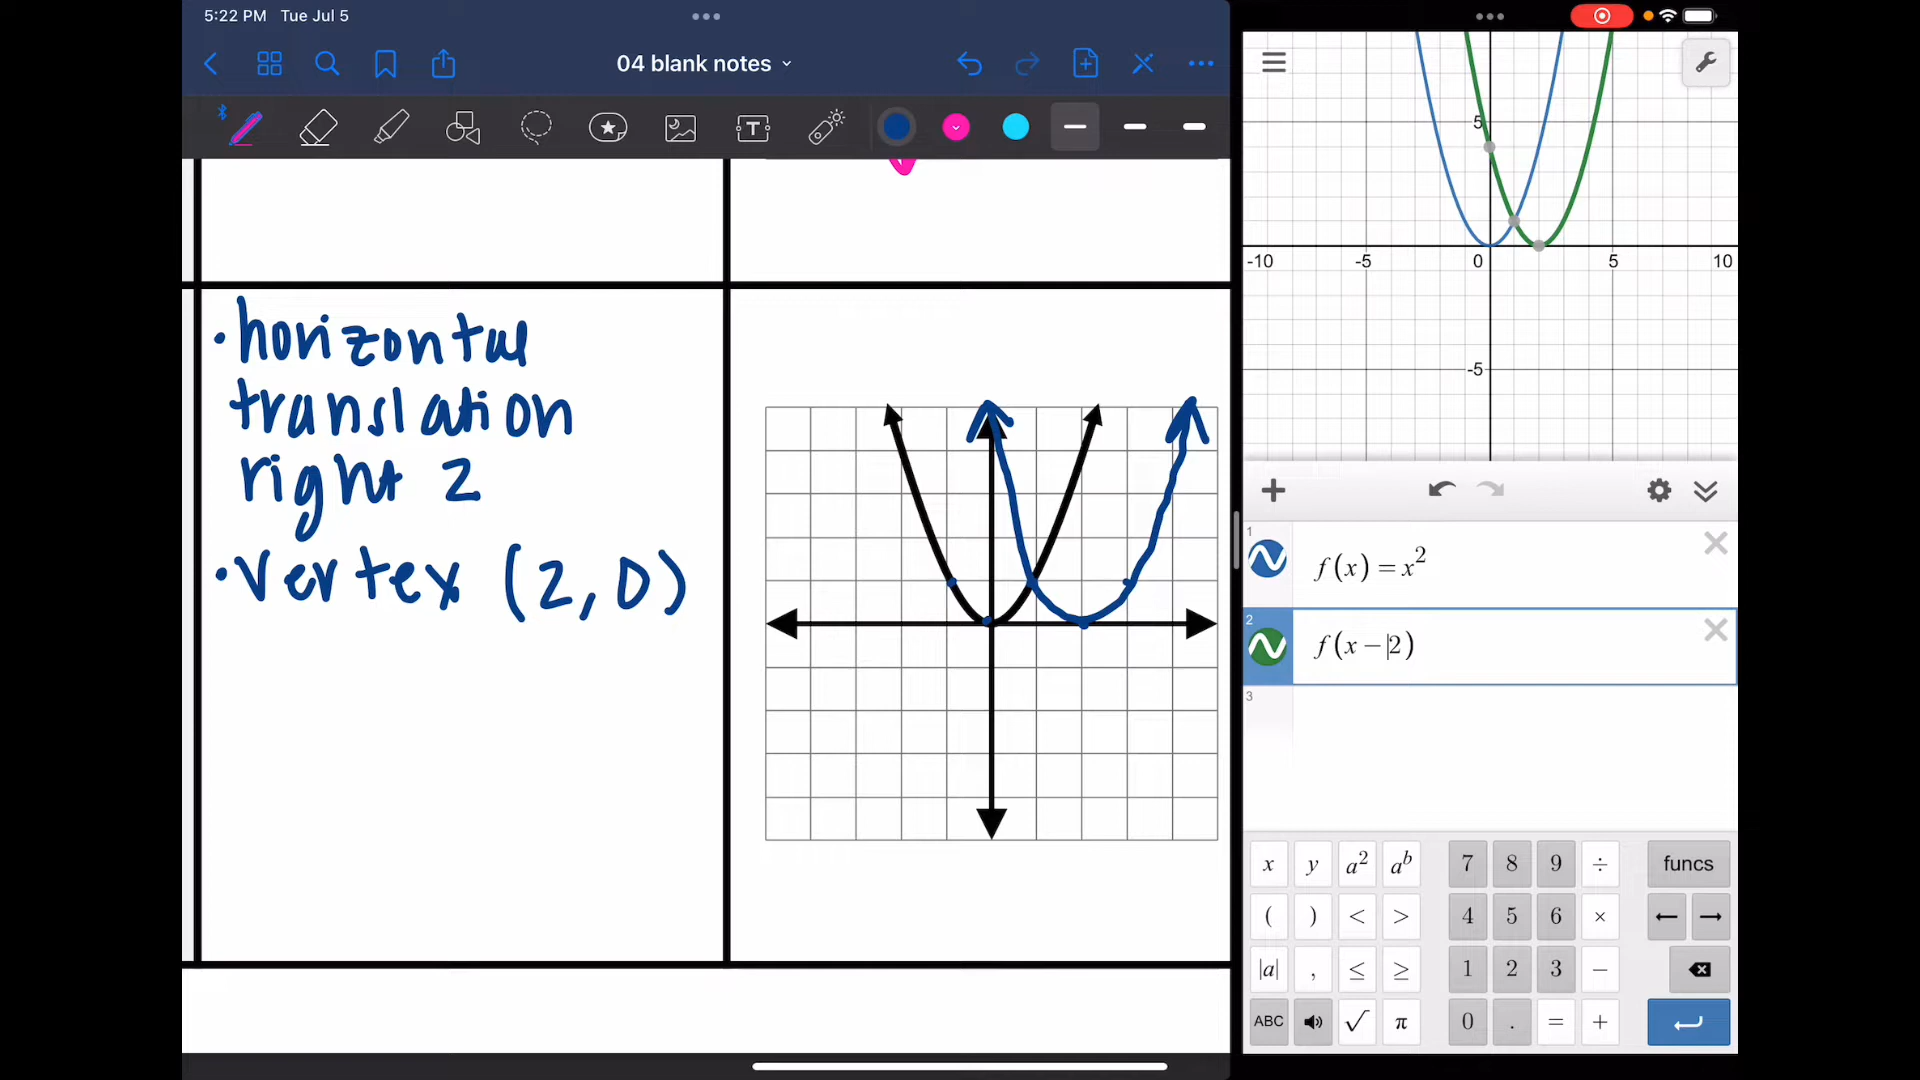 5:22 PM Tue Jul 5
04 blank notes
T
• horizontal
translation
right 2
• vertex (2,0)
5
-10 -5 0 5 10
-5
1
f(x) = x²
2
f(x − 2)
3
x y a² aᵇ 7 8 9 ÷ funcs
( ) < > 4 5 6 × ← →
|a| , ≤ ≥ 1 2 3 −
ABC √ π 0 . = +